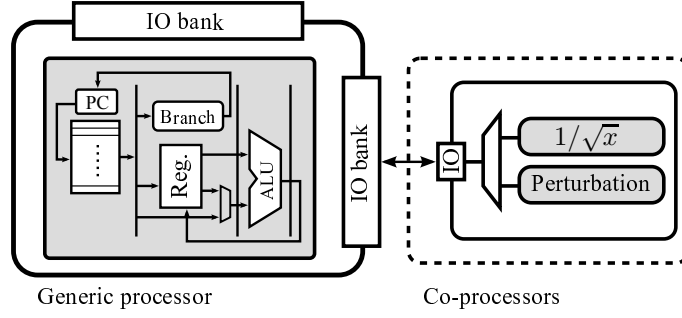 IO bank
PC
Branch
Reg.
ALU
IO bank
IO
1/√x
Perturbation
Generic processor
Co-processors